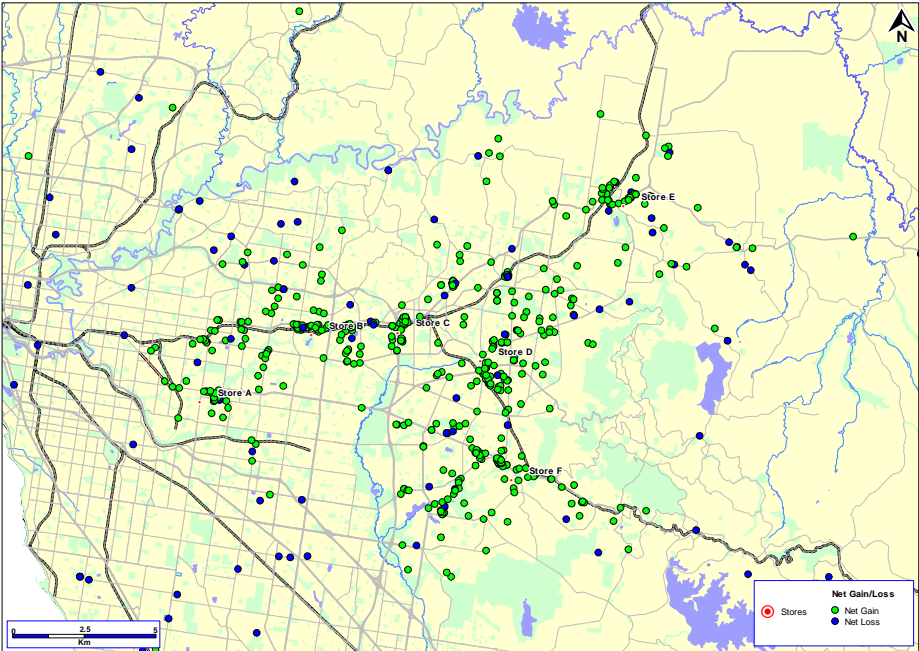 N
Store E
Store B
Store C
Store D
Store A
Store F
Net Gain/Loss
Stores
Net Gain
Net Loss
0 2.5 5
Km